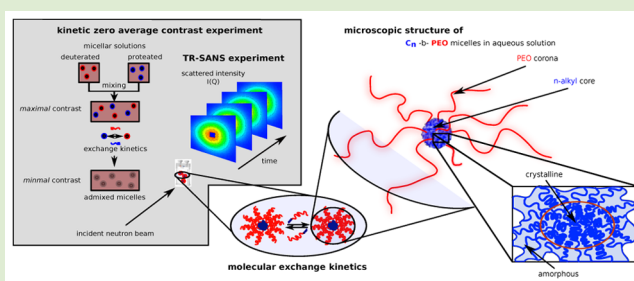 kinetic zero average contrast experiment
micellar solutions
deuterated
proteated
mixing
maximal contrast
exchange kinetics
minmal contrast
admixed micelles
incident neutron beam
TR-SANS experiment
scattered intensity
I(Q)
time
molecular exchange kinetics
microscopic structure of
Cn -b- PEO micelles in aqueous solution
PEO corona
n-alkyl core
crystalline
amorphous